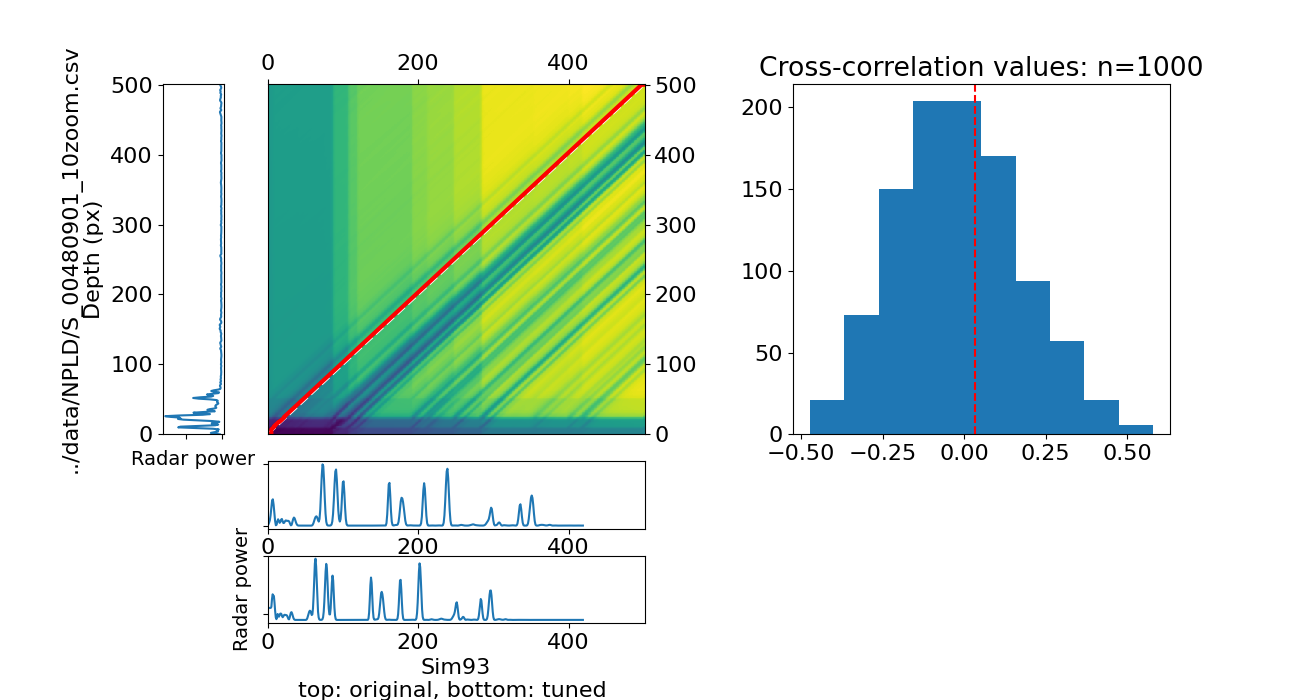 ../data/NPLD/S_00480901_10zoom.csv
Depth (px)
500
400
300
200
100
0
Radar power
0 200 400
500
400
300
200
100
0
0 200 400
Radar power
0 200 400
Sim93
top: original, bottom: tuned
Cross-correlation values: n=1000
200
150
100
50
0
−0.50 −0.25 0.00 0.25 0.50